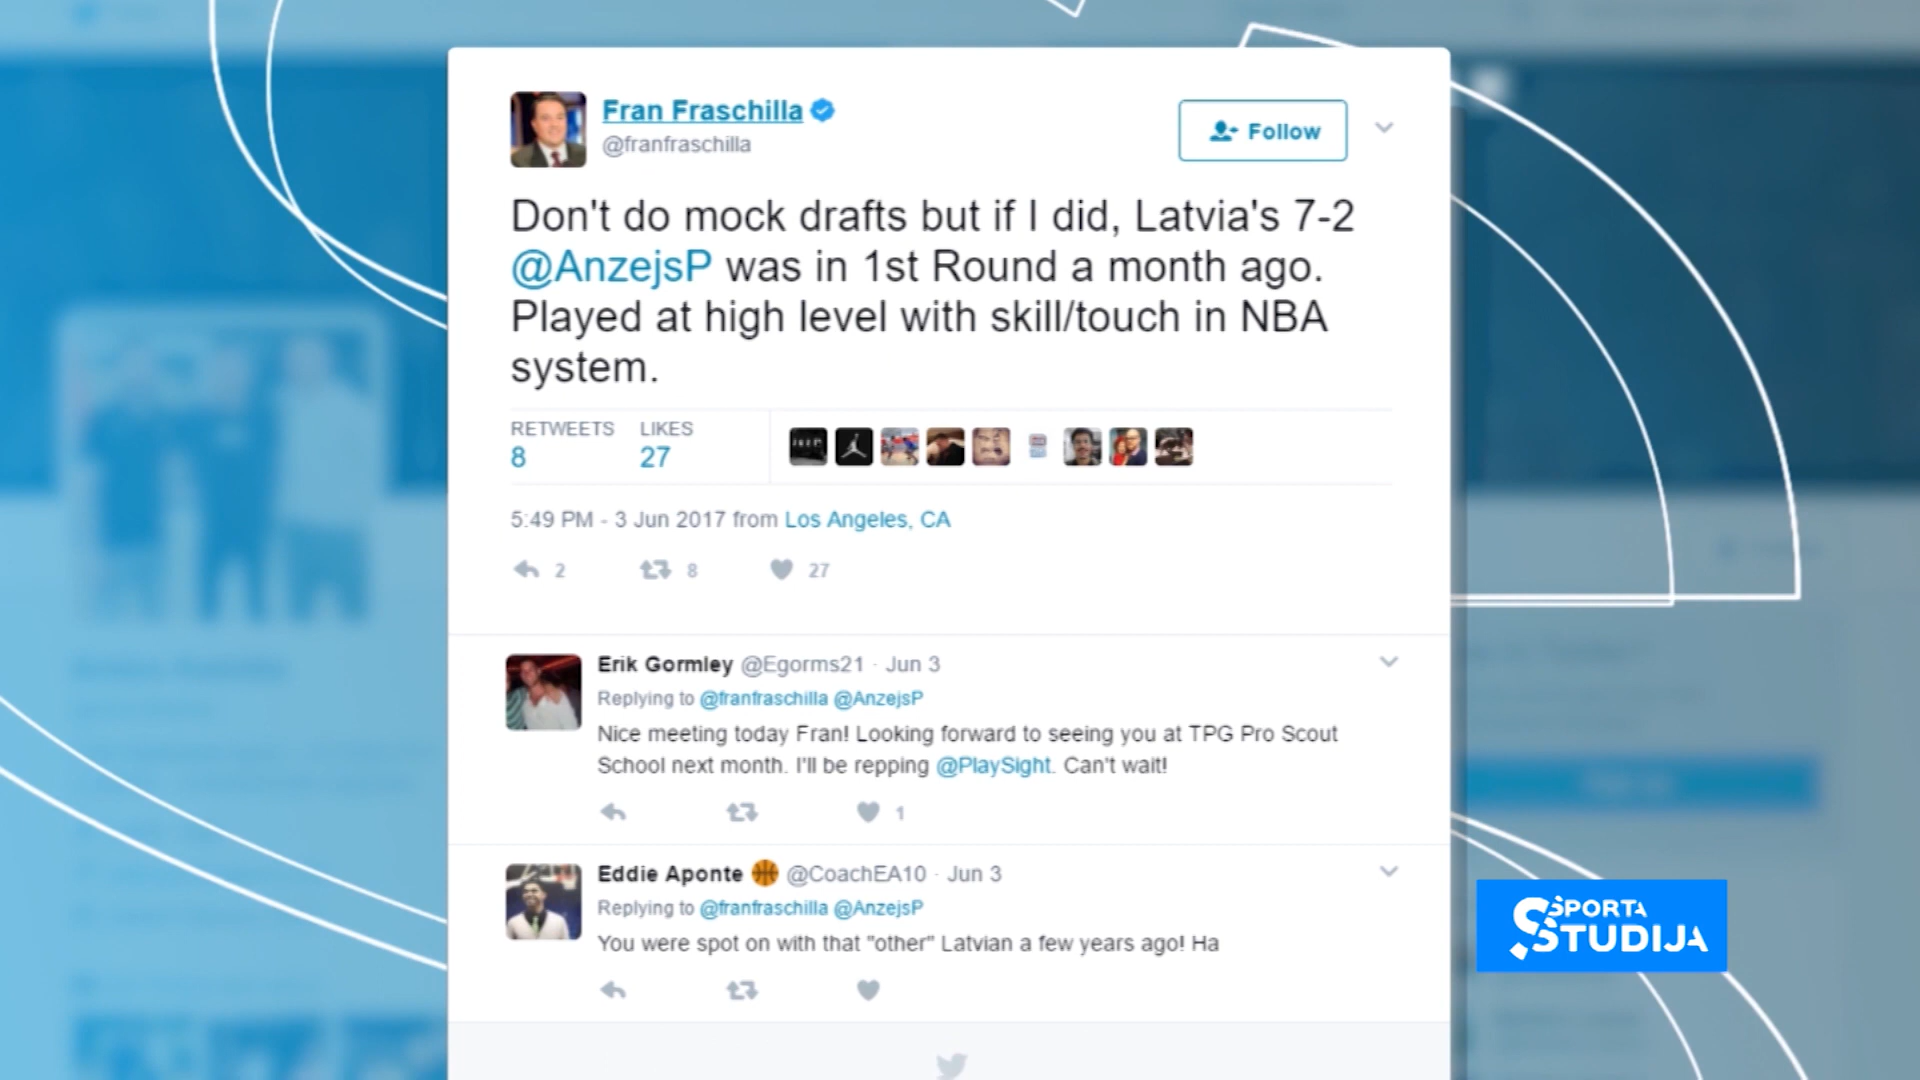 Fran Fraschilla
@franfraschilla
Follow
Don't do mock drafts but if I did, Latvia's 7-2
@AnzejsP was in 1st Round a month ago.
Played at high level with skill/touch in NBA
system.
RETWEETS LIKES
8 27
5:49 PM - 3 Jun 2017 from Los Angeles, CA
2 8 27
Erik Gormley @Egorms21 · Jun 3
Replying to @franfraschilla @AnzejsP
Nice meeting today Fran! Looking forward to seeing you at TPG Pro Scout
School next month. I'll be repping @PlaySight. Can't wait!
1
Eddie Aponte @CoachEA10 · Jun 3
Replying to @franfraschilla @AnzejsP
You were spot on with that "other" Latvian a few years ago! Ha
SPORTA
STUDIJA